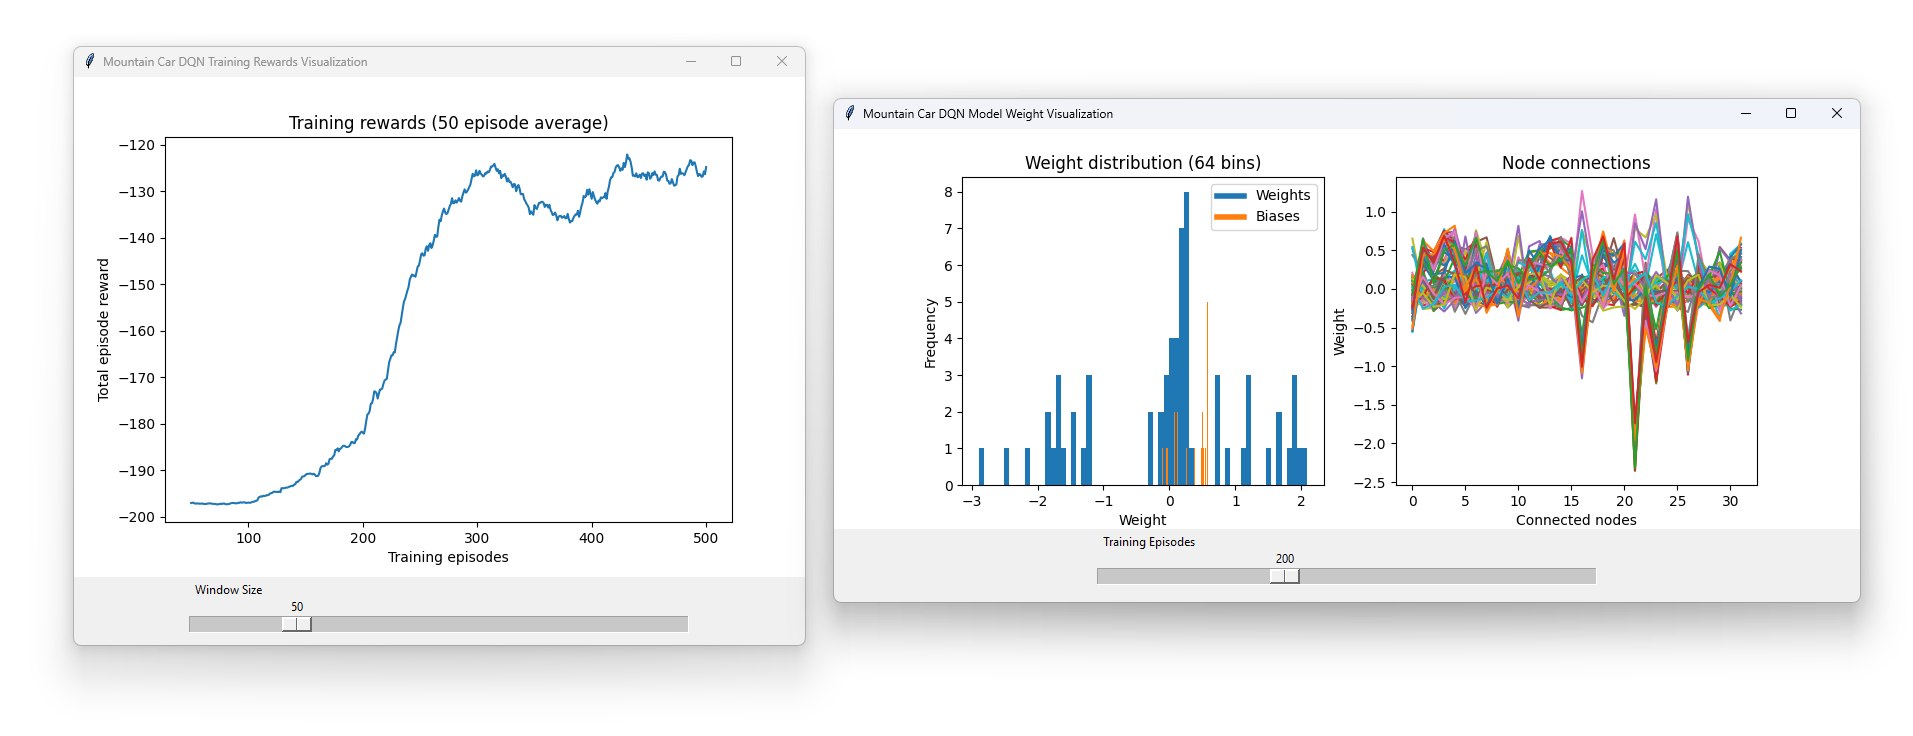 Mountain Car DQN Training Rewards Visualization
Training rewards (50 episode average)
Total episode reward
−120
−130
−140
−150
−160
−170
−180
−190
−200
100 200 300 400 500
Training episodes
Window Size
50
Mountain Car DQN Model Weight Visualization
Weight distribution (64 bins)
Weights
Biases
Frequency
8
7
6
5
4
3
2
1
0
−3 −2 −1 0 1 2
Weight
Node connections
Weight
1.0
0.5
0.0
−0.5
−1.0
−1.5
−2.0
−2.5
0 5 10 15 20 25 30
Connected nodes
Training Episodes
200